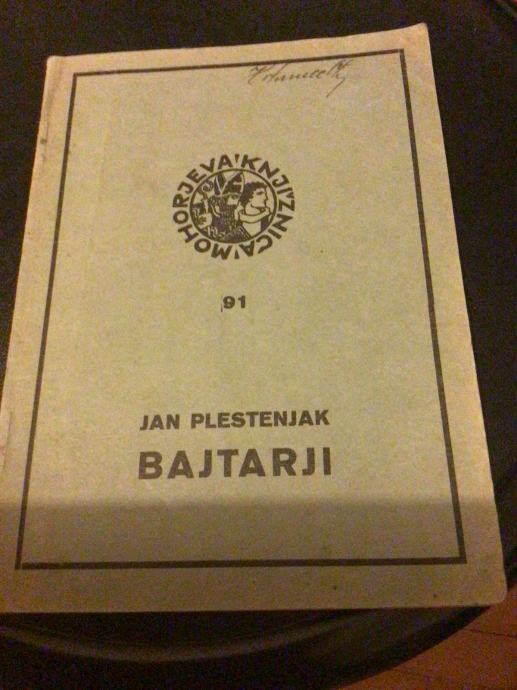 MOHORJEVA KNJIŽNICA
91
JAN PLESTENJAK
BAJTARJI